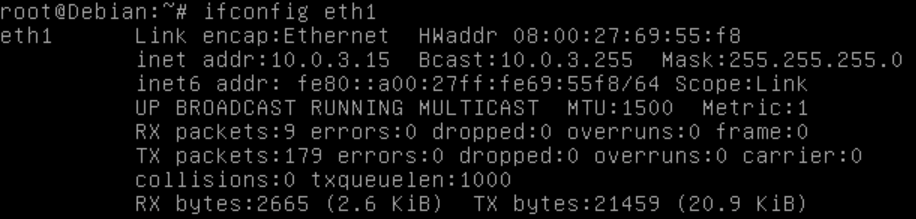 root@Debian:~# ifconfig eth1
eth1      Link encap:Ethernet  HWaddr 08:00:27:69:55:f8
          inet addr:10.0.3.15  Bcast:10.0.3.255  Mask:255.255.255.0
          inet6 addr: fe80::a00:27ff:fe69:55f8/64 Scope:Link
          UP BROADCAST RUNNING MULTICAST  MTU:1500  Metric:1
          RX packets:9 errors:0 dropped:0 overruns:0 frame:0
          TX packets:179 errors:0 dropped:0 overruns:0 carrier:0
          collisions:0 txqueuelen:1000
          RX bytes:2665 (2.6 KiB)  TX bytes:21459 (20.9 KiB)